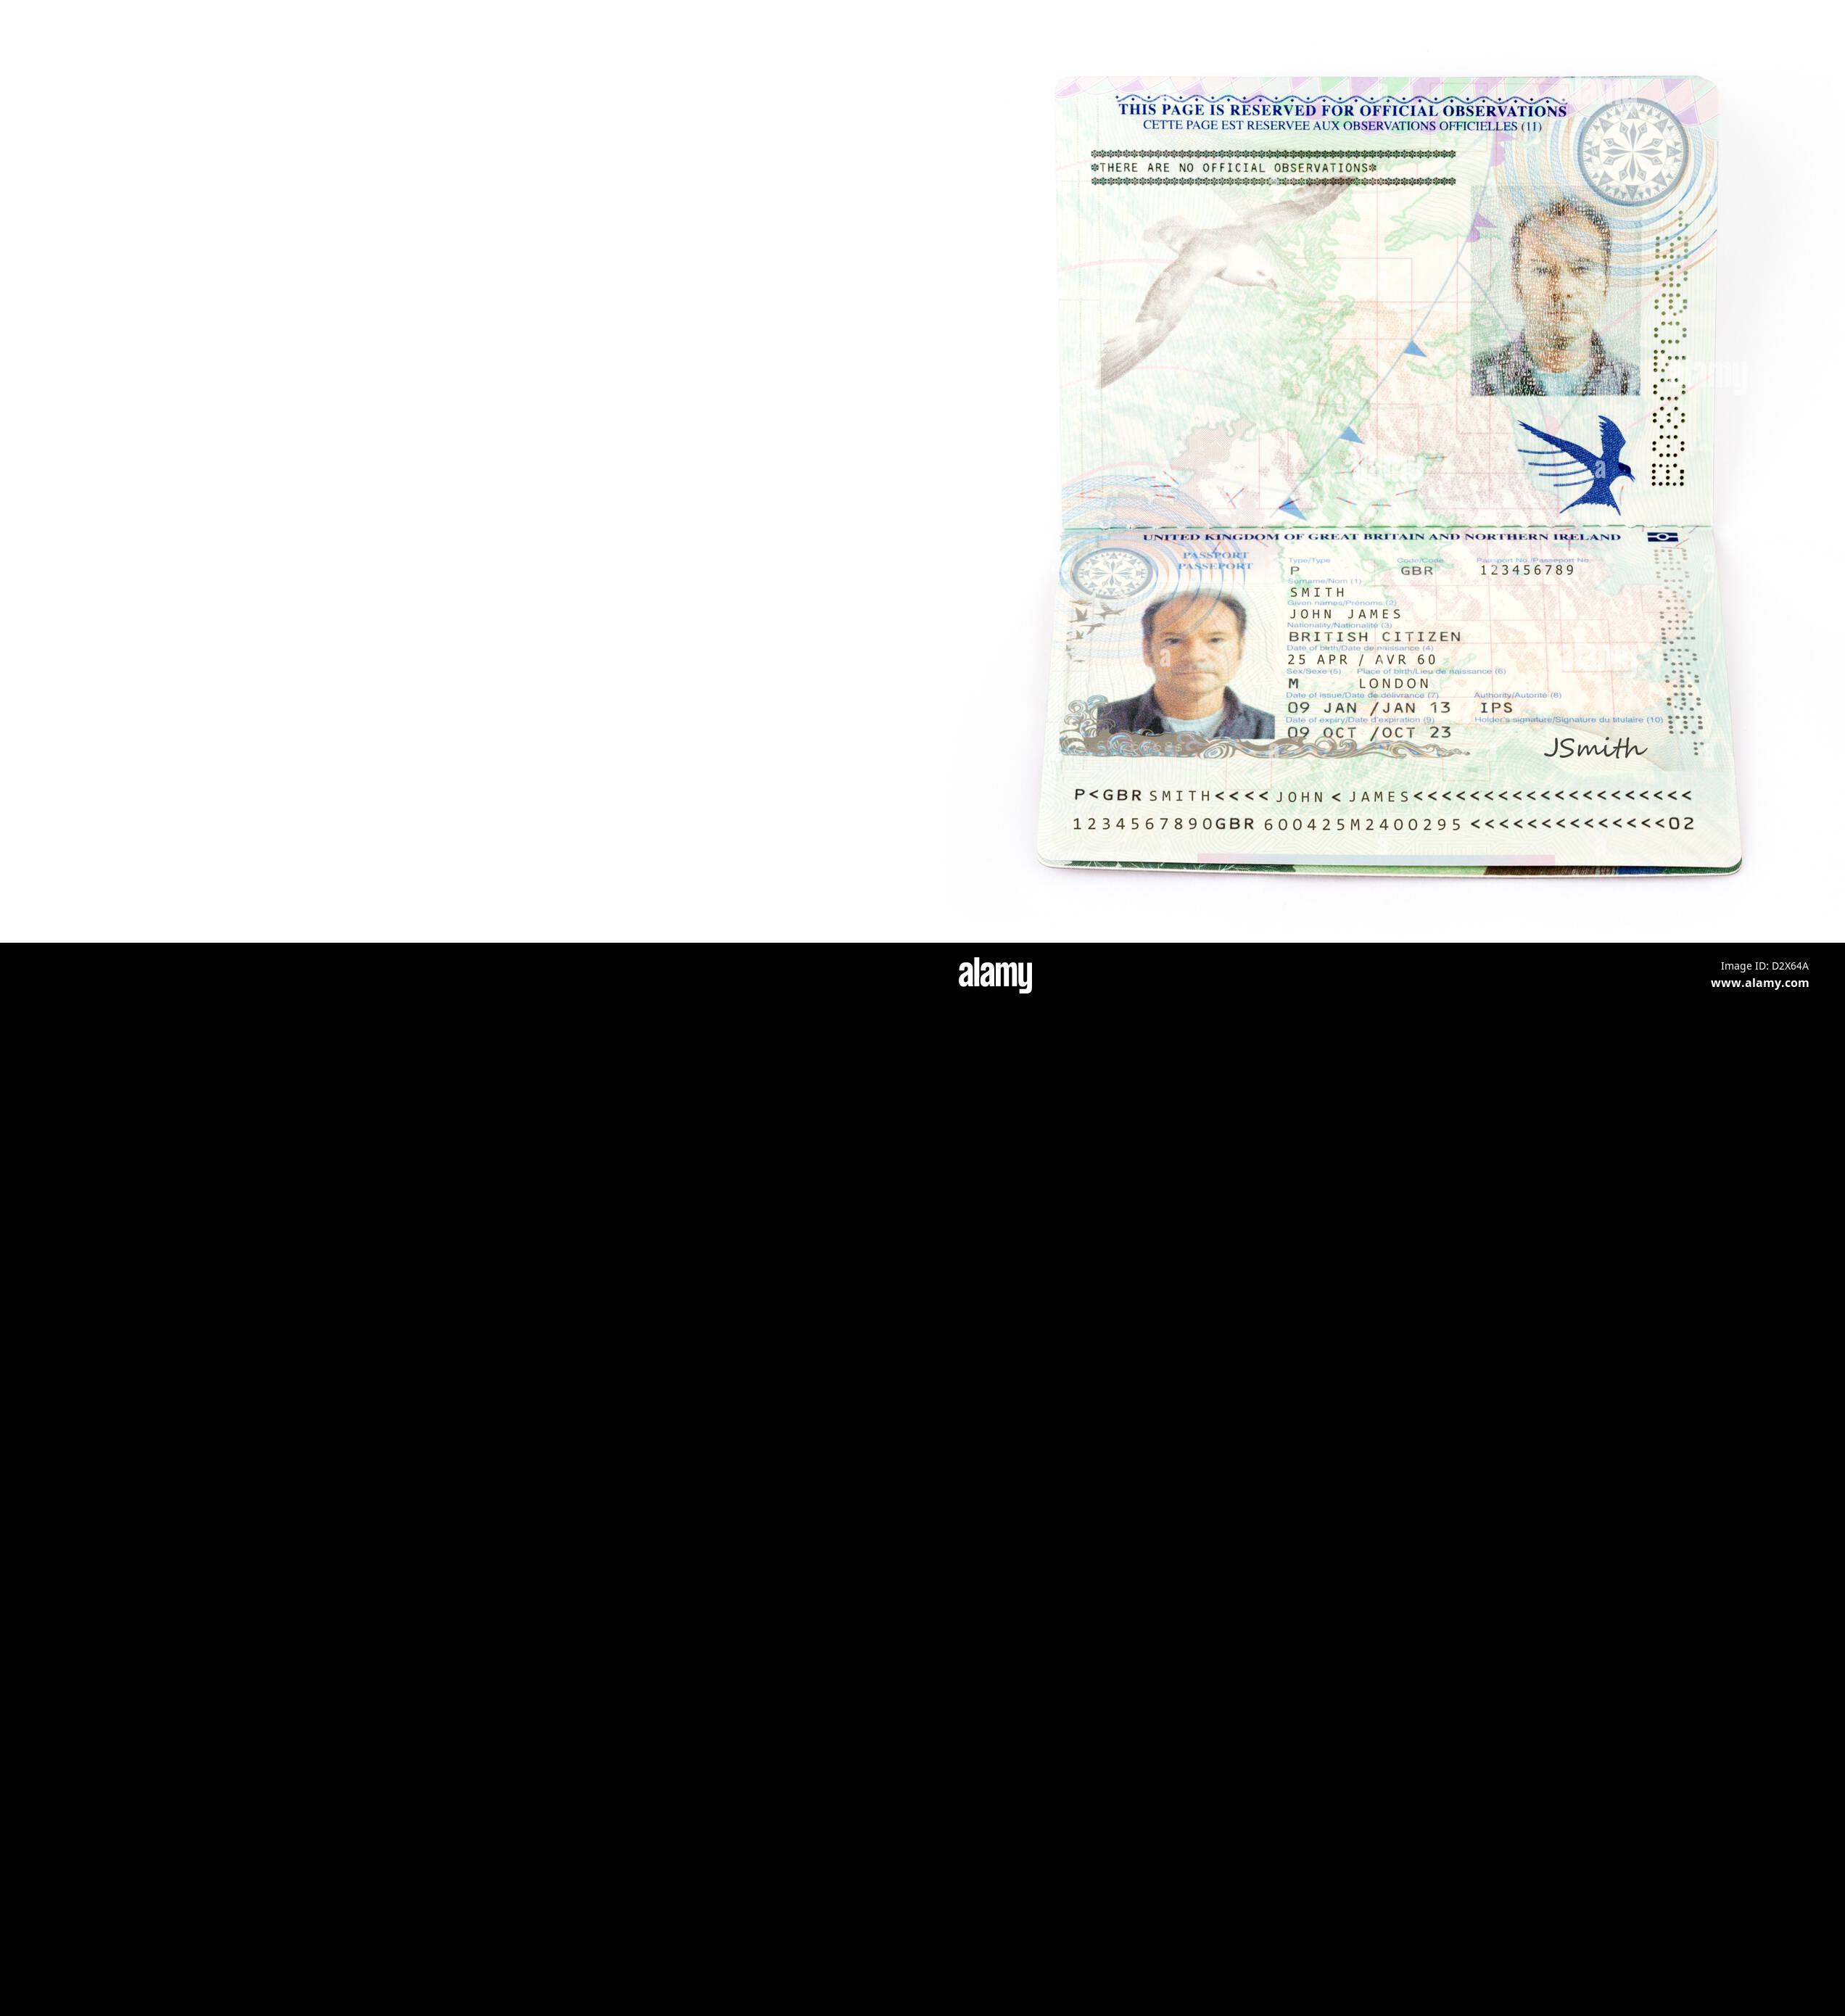 THIS PAGE IS RESERVED FOR OFFICIAL OBSERVATIONS
CETTE PAGE EST RESERVEE AUX OBSERVATIONS OFFICIELLES (11)
*THERE ARE NO OFFICIAL OBSERVATIONS*
alamy
a
UNITED KINGDOM OF GREAT BRITAIN AND NORTHERN IRELAND
PASSPORT
PASSEPORT
Type/Type Code/Code Passport No./Passeport No.
P GBR 123456789
Surname/Nom (1)
SMITH
Given names/Prénoms (2)
JOHN JAMES
Nationality/Nationalité (3)
BRITISH CITIZEN
Date of birth/Date de naissance (4)
25 APR / AVR 60
Sex/Sexe (5) Place of birth/Lieu de naissance (6)
M LONDON
Date of issue/Date de délivrance (7) Authority/Autorité (8)
09 JAN /JAN 13 IPS
Date of expiry/Date d'expiration (9) Holder's signature/Signature du titulaire (10)
09 OCT /OCT 23
JSmith
a
P<GBR SMITH<<<< JOHN < JAMES<<<<<<<<<<<<<<<<<<<<
1234567890GBR 600425M2400295 <<<<<<<<<<<<<<02
alamy
Image ID: D2X64A
www.alamy.com